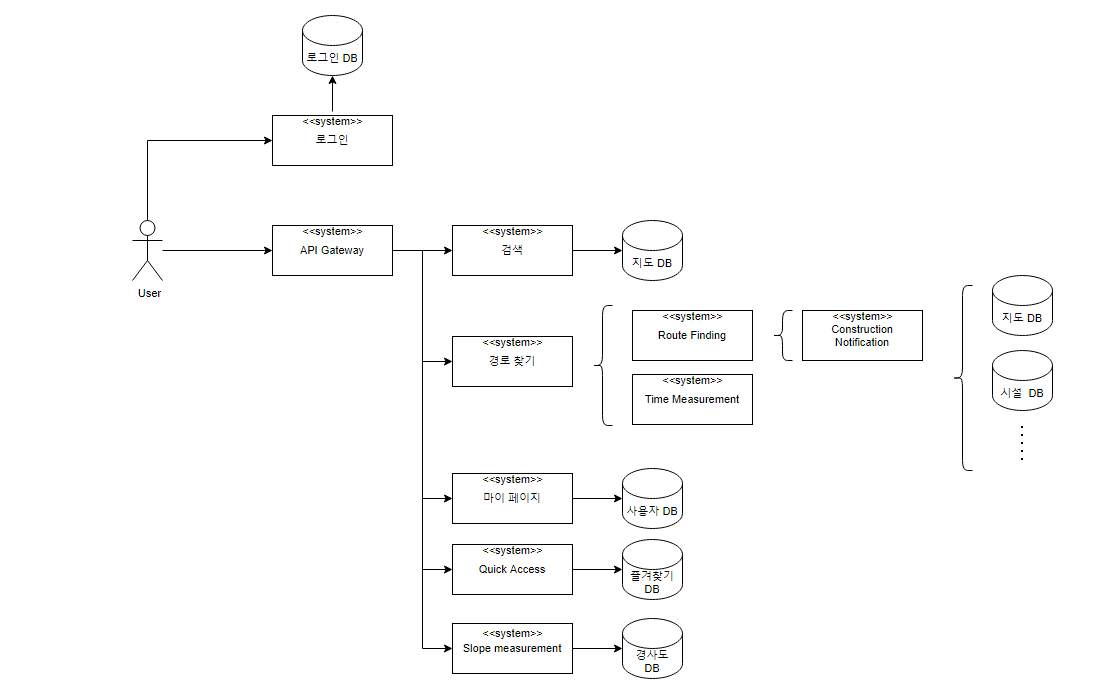 로그인 DB
<<system>>
로그인
<<system>>
API Gateway
User
<<system>>
검색
지도 DB
<<system>>
경로 찾기
<<system>>
Route Finding
<<system>>
Time Measurement
<<system>>
Construction
Notification
지도 DB
시설 DB
<<system>>
마이 페이지
사용자 DB
<<system>>
Quick Access
즐겨찾기
DB
<<system>>
Slope measurement
경사도
DB